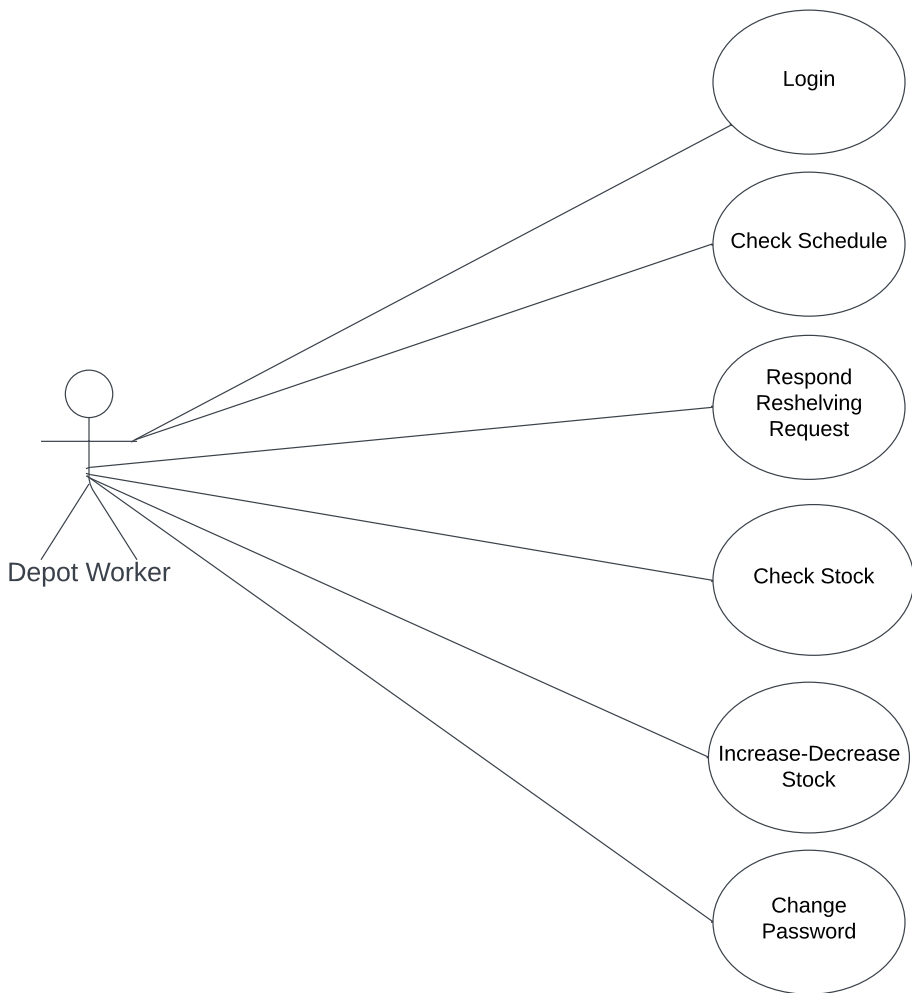 Login
Check Schedule
Respond
Reshelving
Request
Depot Worker
Check Stock
Increase-Decrease
Stock
Change
Password